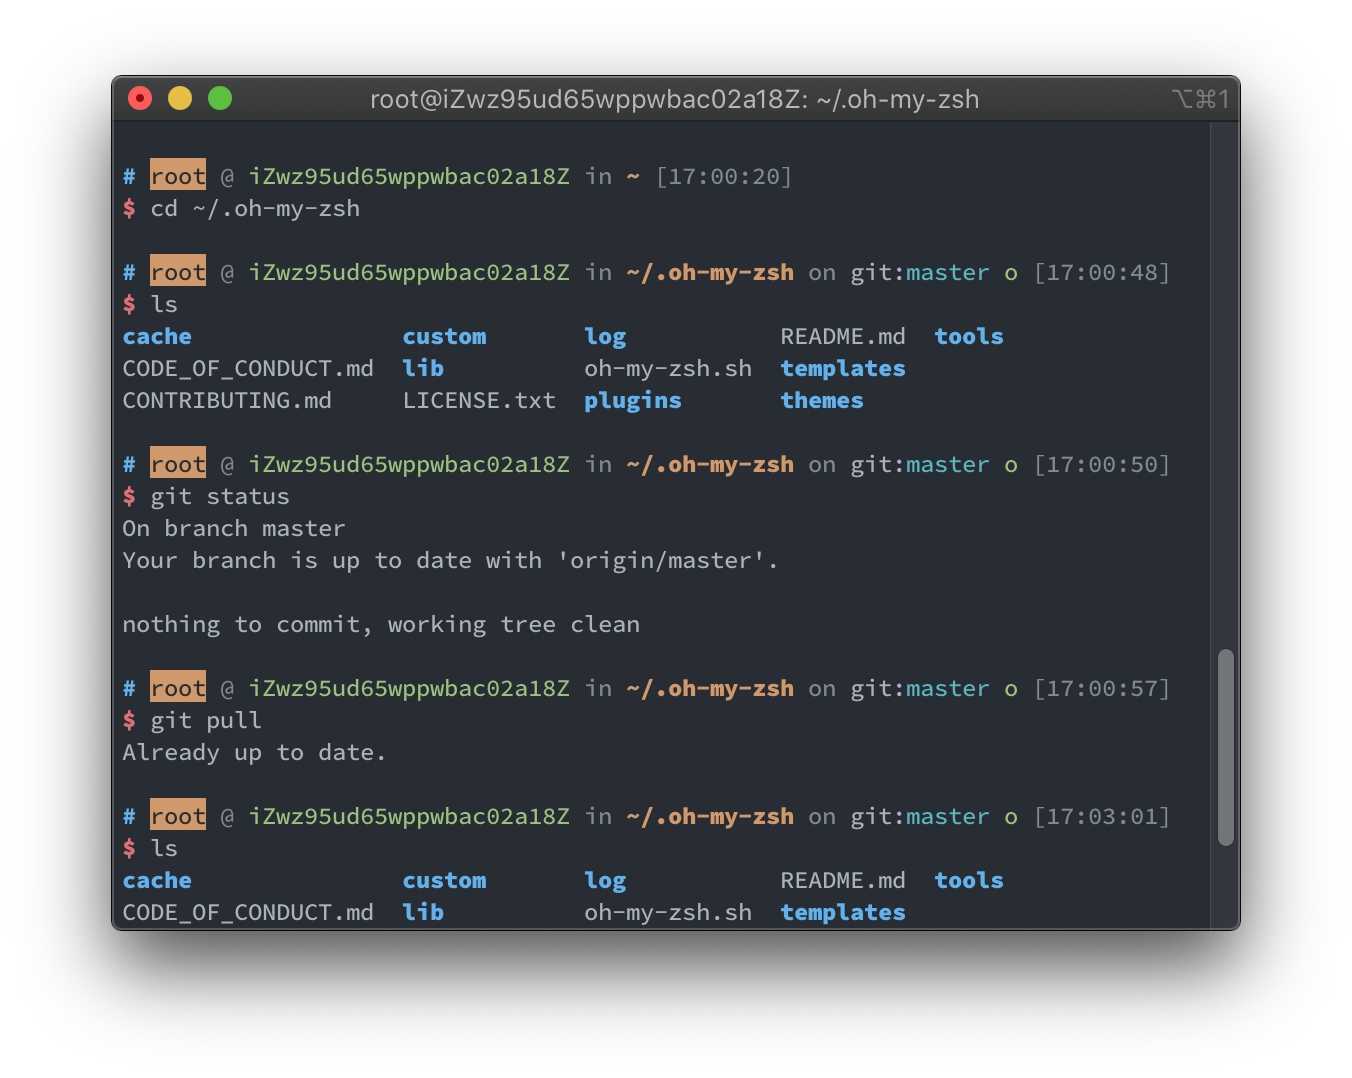 root@iZwz95ud65wppwbac02a18Z: ~/.oh-my-zsh ⌥⌘1
# root @ iZwz95ud65wppwbac02a18Z in ~ [17:00:20]
$ cd ~/.oh-my-zsh
# root @ iZwz95ud65wppwbac02a18Z in ~/.oh-my-zsh on git:master o [17:00:48]
$ ls
cache custom log README.md tools
CODE_OF_CONDUCT.md lib oh-my-zsh.sh templates
CONTRIBUTING.md LICENSE.txt plugins themes
# root @ iZwz95ud65wppwbac02a18Z in ~/.oh-my-zsh on git:master o [17:00:50]
$ git status
On branch master
Your branch is up to date with 'origin/master'.
nothing to commit, working tree clean
# root @ iZwz95ud65wppwbac02a18Z in ~/.oh-my-zsh on git:master o [17:00:57]
$ git pull
Already up to date.
# root @ iZwz95ud65wppwbac02a18Z in ~/.oh-my-zsh on git:master o [17:03:01]
$ ls
cache custom log README.md tools
CODE_OF_CONDUCT.md lib oh-my-zsh.sh templates